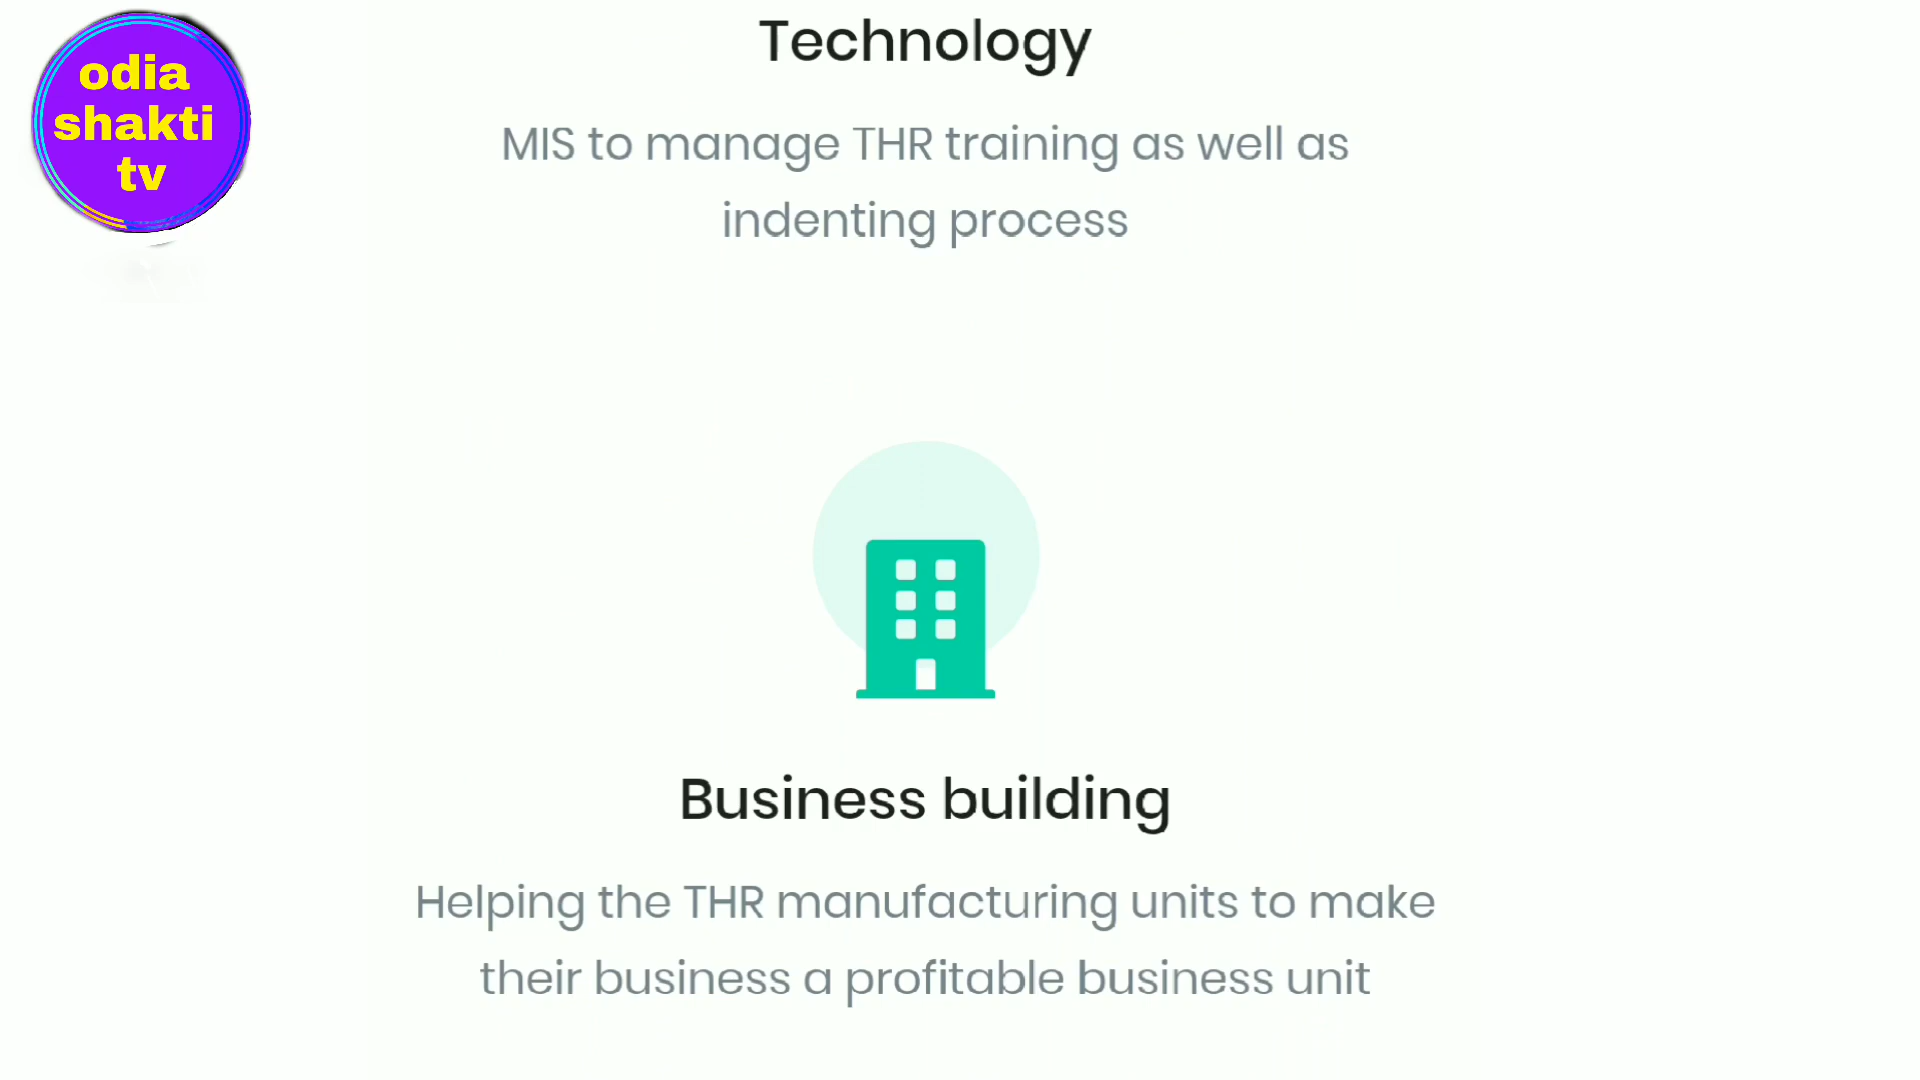 odia
shakti
tv
Technology
MIS to manage THR training as well as
indenting process
Business building
Helping the THR manufacturing units to make
their business a profitable business unit